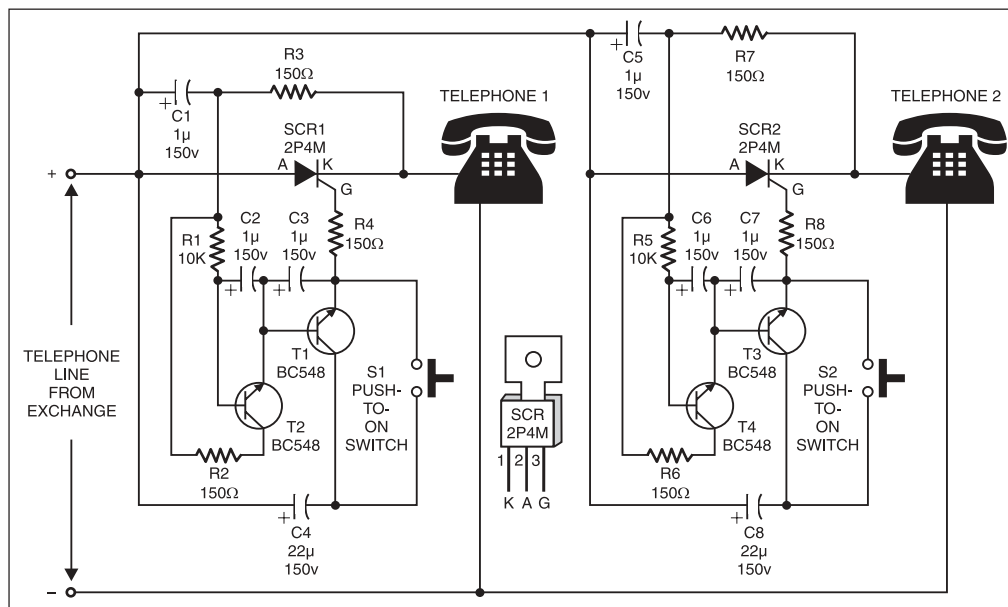 R3
150Ω
+
C1
1µ
150v
SCR1
2P4M
A
K
G
TELEPHONE 1
+
C5
1µ
150v
R7
150Ω
TELEPHONE 2
SCR2
2P4M
A
K
G
+
R1
10K
C2
1µ
150v
+
C3
1µ
150v
+
R4
150Ω
T1
BC548
T2
BC548
R2
150Ω
S1
PUSH-
TO-
ON
SWITCH
+
C4
22µ
150v
TELEPHONE
LINE
FROM
EXCHANGE
–
SCR
2P4M
1
2
3
K A G
R5
10K
C6
1µ
150v
+
C7
1µ
150v
+
R8
150Ω
T3
BC548
T4
BC548
R6
150Ω
S2
PUSH-
TO-
ON
SWITCH
+
C8
22µ
150v